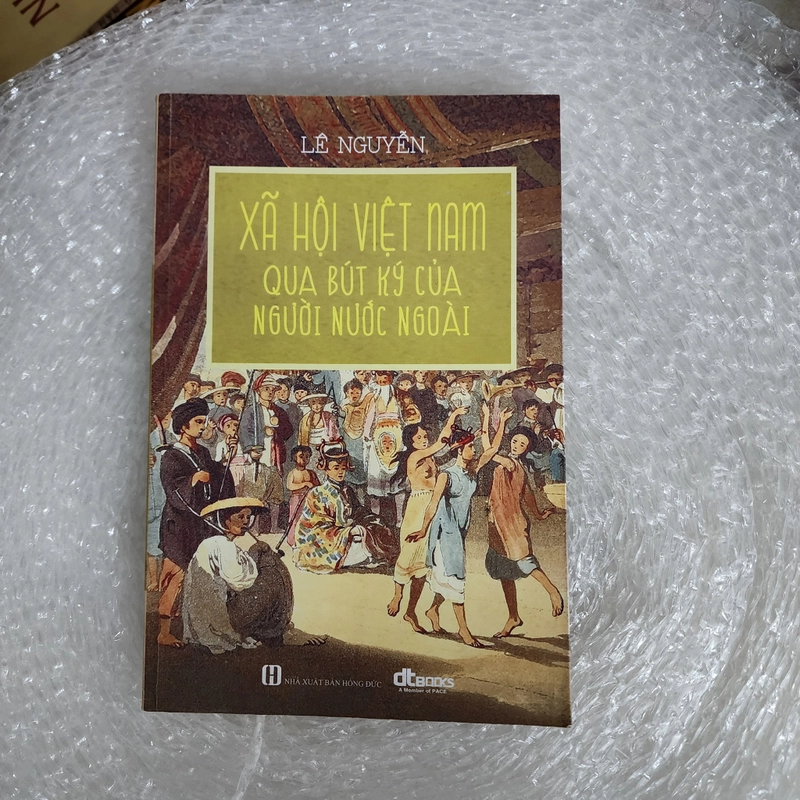 LÊ NGUYỄN
XÃ HỘI VIỆT NAM
QUA BÚT KÝ CỦA
NGƯỜI NƯỚC NGOÀI
H NHÀ XUẤT BẢN HỒNG ĐỨC
dtBOOKS
A Member of PACE